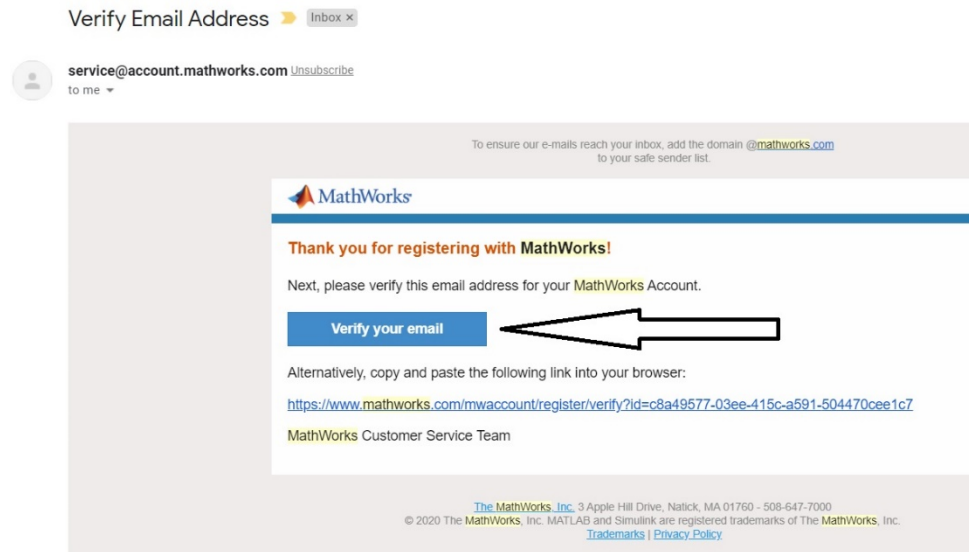 Verify Email Address Inbox ×
service@account.mathworks.com Unsubscribe
to me
To ensure our e-mails reach your inbox, add the domain @mathworks.com
to your safe sender list.
MathWorks®
Thank you for registering with MathWorks!
Next, please verify this email address for your MathWorks Account.
Verify your email
Alternatively, copy and paste the following link into your browser:
https://www.mathworks.com/mwaccount/register/verify?id=c8a49577-03ee-415c-a591-504470cee1c7
MathWorks Customer Service Team
The MathWorks, Inc. 3 Apple Hill Drive, Natick, MA 01760 - 508-647-7000
© 2020 The MathWorks, Inc. MATLAB and Simulink are registered trademarks of The MathWorks, Inc.
Trademarks | Privacy Policy